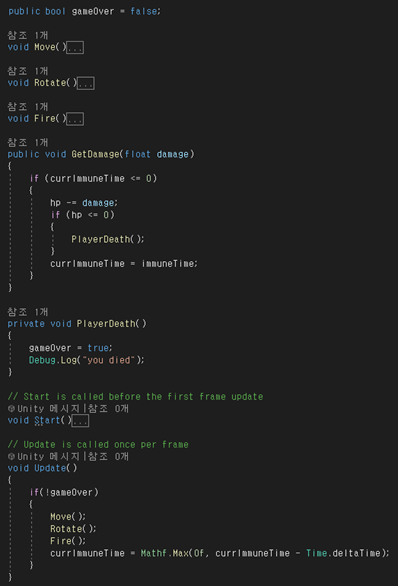 public bool gameOver = false;
참조 1개
void Move()...
참조 1개
void Rotate()...
참조 1개
void Fire()...
참조 1개
public void GetDamage(float damage)
{
if (currImmuneTime <= 0)
{
hp -= damage;
if (hp <= 0)
{
PlayerDeath();
}
currImmuneTime = immuneTime;
}
}
참조 1개
private void PlayerDeath()
{
gameOver = true;
Debug.Log("you died");
}
// Start is called before the first frame update
Unity 메시지|참조 0개
void Start()...
// Update is called once per frame
Unity 메시지|참조 0개
void Update()
{
if(!gameOver)
{
Move();
Rotate();
Fire();
currImmuneTime = Mathf.Max(0f, currImmuneTime - Time.deltaTime);
}
}